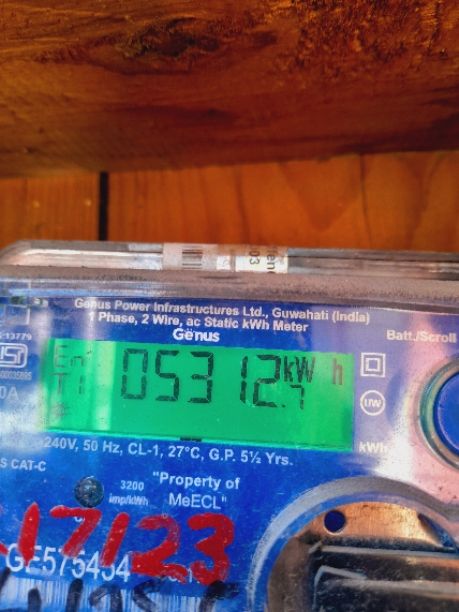 Genus Power Infrastructures Ltd., Guwahati (India)
1 Phase, 2 Wire, ac Static kWh Meter
Genus
Batt./Scroll
05312.7 kWh
T1
I/W
kWh
240V, 50 Hz, CL-1, 27°C, G.P. 5½ Yrs.
S CAT-C
3200
imp/kWh
"Property of
MeECL"
17123
GE575454